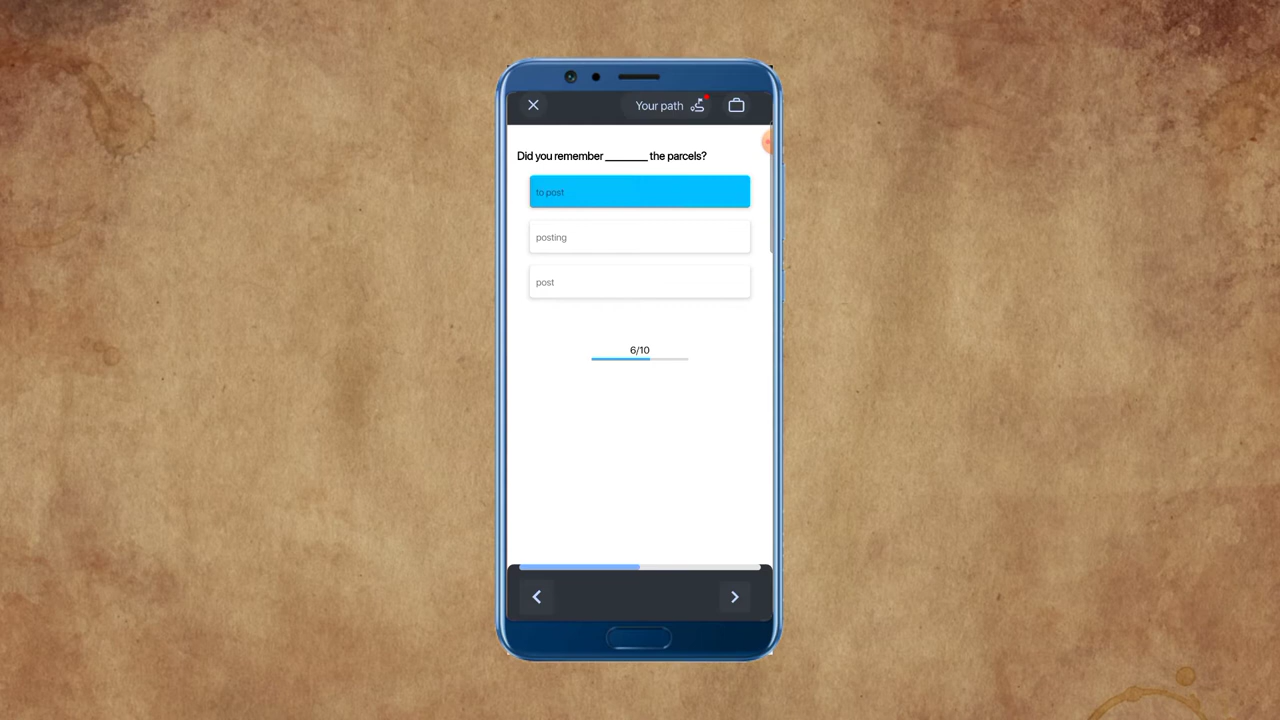 Your path
Did you remember ________ the parcels?
to post
posting
post
6/10